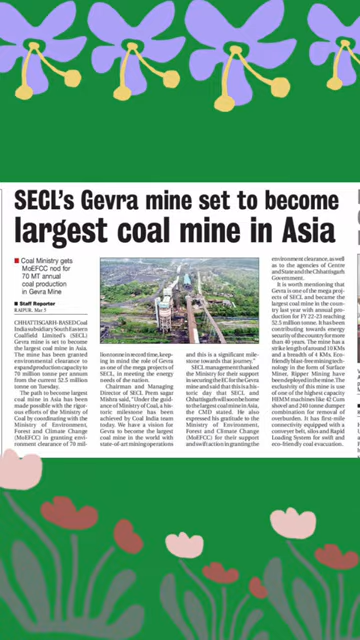 SECL's Gevra mine set to become
largest coal mine in Asia
Coal Ministry gets
MoEFCC nod for
70 MT annual
coal production
in Gevra Mine
Staff Reporter
RAIPUR, Mar 5
CHHATTISGARH BASED Coal
India subsidiary South Eastern
Coalfield Limited's (SECL)
Gevra mine is set to become
the largest coal mine in Asia.
The mine has been granted
environmental clearance to
expand production capacity to
70 million tonne per annum
from the current 52.5 million
tonne on Tuesday.
The path to become largest
coal mine in Asia has been
made possible with the rigor-
ous efforts of the Ministry of
Coal by coordinating with the
Ministry of Environment,
Forest and Climate Change
(MoEFCC) in granting envi-
ronment clearance of 70 mil-
lion tonne in record time, keep-
ing in mind the role of Gevra
as one of the mega projects of
SECL, in meeting the energy
needs of the nation.
Chairman and Managing
Director of SECL Prem sagar
Mishra said, "Under the guid-
ance of Ministry of Coal, a his-
toric milestone has been
achieved by Coal India team
today. We have a vision for
Gevra to become the largest
coal mine in the world with
state-of-art mining operations
and this is a significant mile-
stone towards that journey."
SECL management thanked
the Ministry for their support
in securing the EC for the Gevra
mine and said that this is a his-
toric day that SECL and
Chhattisgarh will soon be home
to the largest coal mine in Asia,
the CMD stated. He also
expressed his gratitude to the
Ministry of Environment,
Forest and Climate Change
(MoEFCC) for their support
and swift action in granting the
environment clearance, as well
as to the agencies of Centre
and State and the Chhattisgarh
Government.
It is worth mentioning that
Gevra is one of the mega proj-
ects of SECL and became the
largest coal mine in the coun-
try last year with annual pro-
duction for FY 22-23 reaching
52.5 million tonne. It has been
contributing towards energy
security of the country for more
than 40 years. The mine has a
strike length of around 10 KMs
and a breadth of 4 KMs. Eco-
friendly blast-free mining tech-
nology in the form of Surface
Miner, Ripper Mining have
been deployed in the mine. The
exclusivity of this mine is use
of one of the highest capacity
HEMM machines like 42 Cum
shovel and 240 tonne dumper
combination for removal of
overburden. It has first-mile
connectivity equipped with a
conveyer belt, silos and Rapid
Loading System for swift and
eco-friendly coal evacuation.